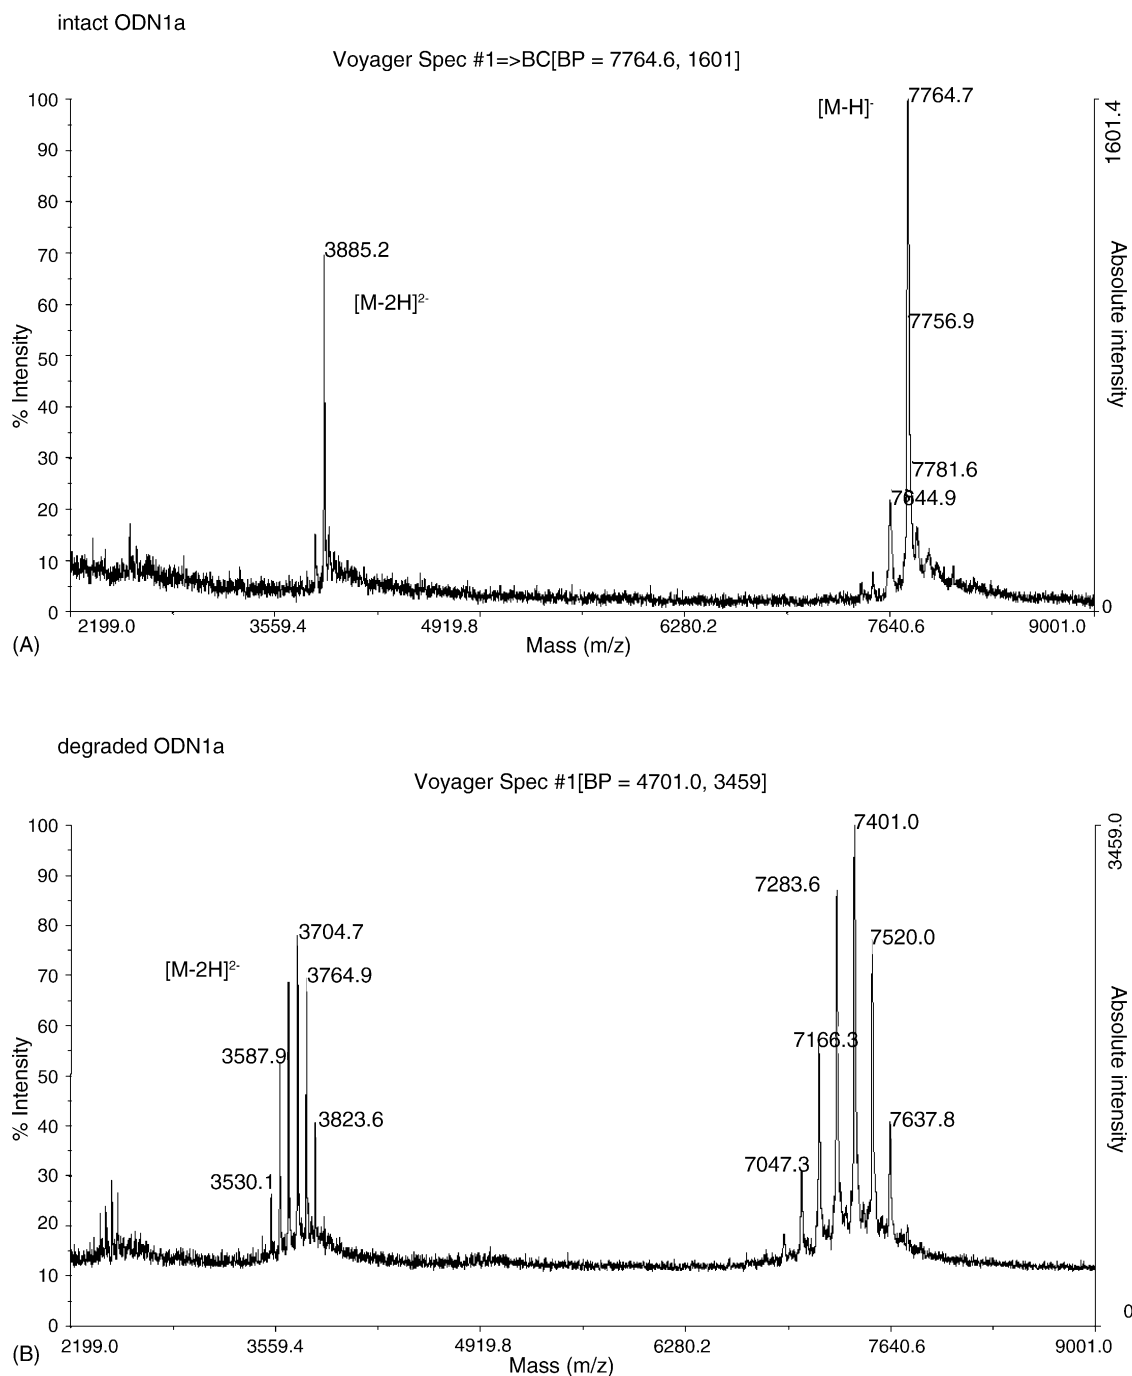 intact ODN1a
Voyager Spec #1=>BC[BP = 7764.6, 1601]
[M-H]-
7764.7
100
90
80
70
60
50
40
30
20
10
0
% Intensity
3885.2
[M-2H]2-
7756.9
7781.6
7644.9
1601.4
Absolute intensity
0
2199.0 3559.4 4919.8 6280.2 7640.6 9001.0
(A)
Mass (m/z)
degraded ODN1a
Voyager Spec #1[BP = 4701.0, 3459]
100
90
80
70
60
50
40
30
20
10
0
% Intensity
[M-2H]2-
3704.7
3764.9
3587.9
3823.6
3530.1
7401.0
7283.6
7520.0
7166.3
7637.8
7047.3
3459.0
Absolute intensity
0
2199.0 3559.4 4919.8 6280.2 7640.6 9001.0
(B)
Mass (m/z)